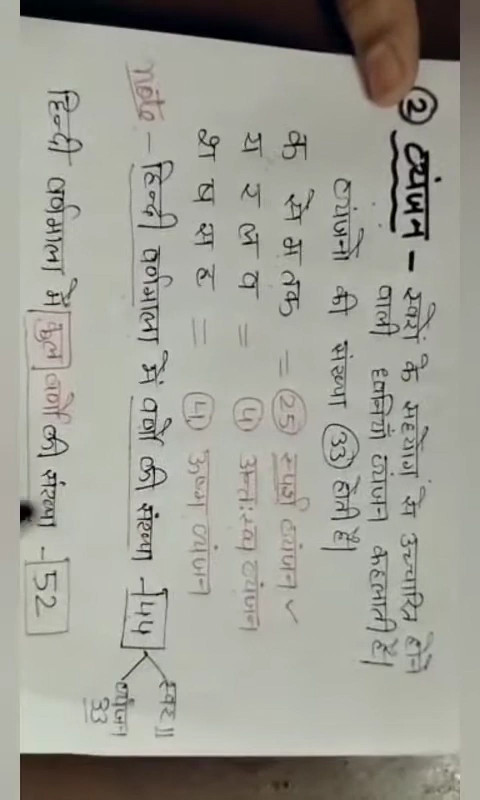 ② व्यंजन - स्वरों के सहयोग से उच्चारित होने
वाली ध्वनियाँ व्यंजन कहलाती है।
व्यंजनों की संख्या 33 होती है।
क से म तक = 25 स्पर्श व्यंजन ✓
य र ल व = 4 अन्तःस्थ व्यंजन
श ष स ह = 4 ऊष्म व्यंजन
note - हिन्दी वर्णमाला में वर्णों की संख्या - 44
स्वर 11
व्यंजन 33
हिन्दी वर्णमाला में कुल वर्णों की संख्या - 52